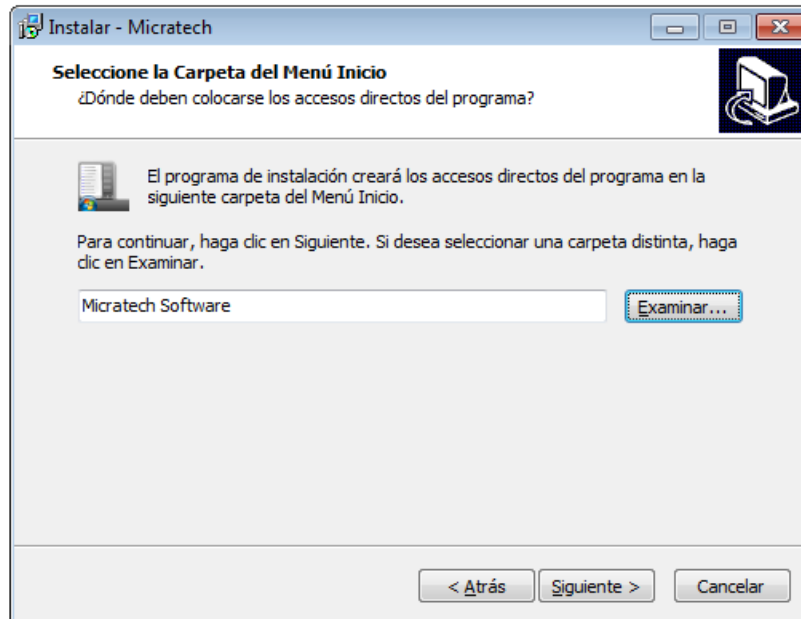 Instalar - Micratech
Seleccione la Carpeta del Menú Inicio
¿Dónde deben colocarse los accesos directos del programa?
El programa de instalación creará los accesos directos del programa en la
siguiente carpeta del Menú Inicio.
Para continuar, haga clic en Siguiente. Si desea seleccionar una carpeta distinta, haga
clic en Examinar.
Micratech Software
Examinar...
< Atrás
Siguiente >
Cancelar